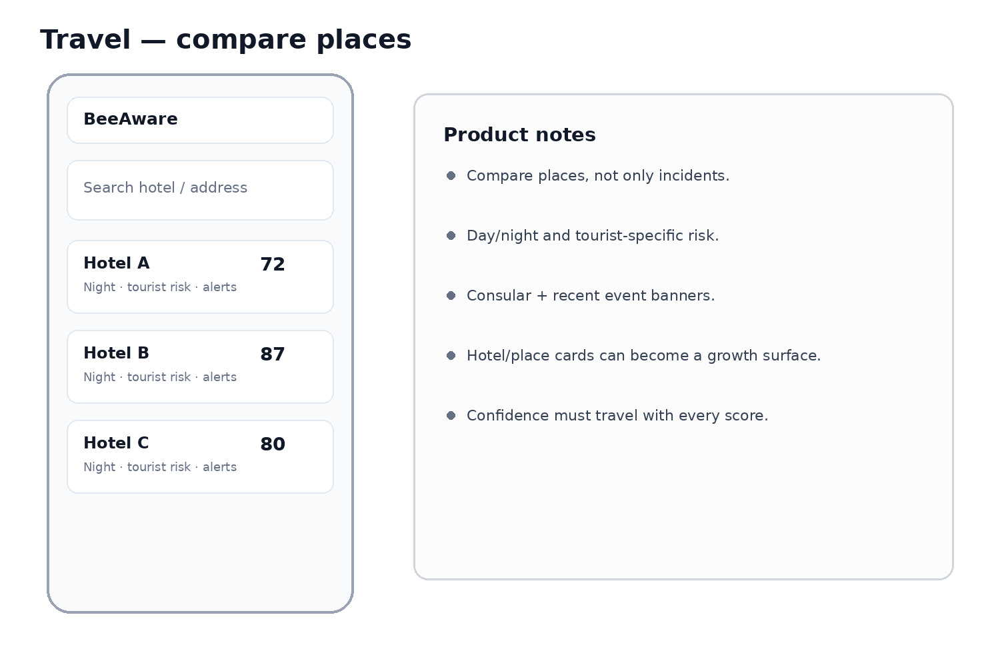 Travel — compare places
BeeAware
Search hotel / address
Hotel A 72
Night · tourist risk · alerts
Hotel B 87
Night · tourist risk · alerts
Hotel C 80
Night · tourist risk · alerts
Product notes
Compare places, not only incidents.
Day/night and tourist-specific risk.
Consular + recent event banners.
Hotel/place cards can become a growth surface.
Confidence must travel with every score.